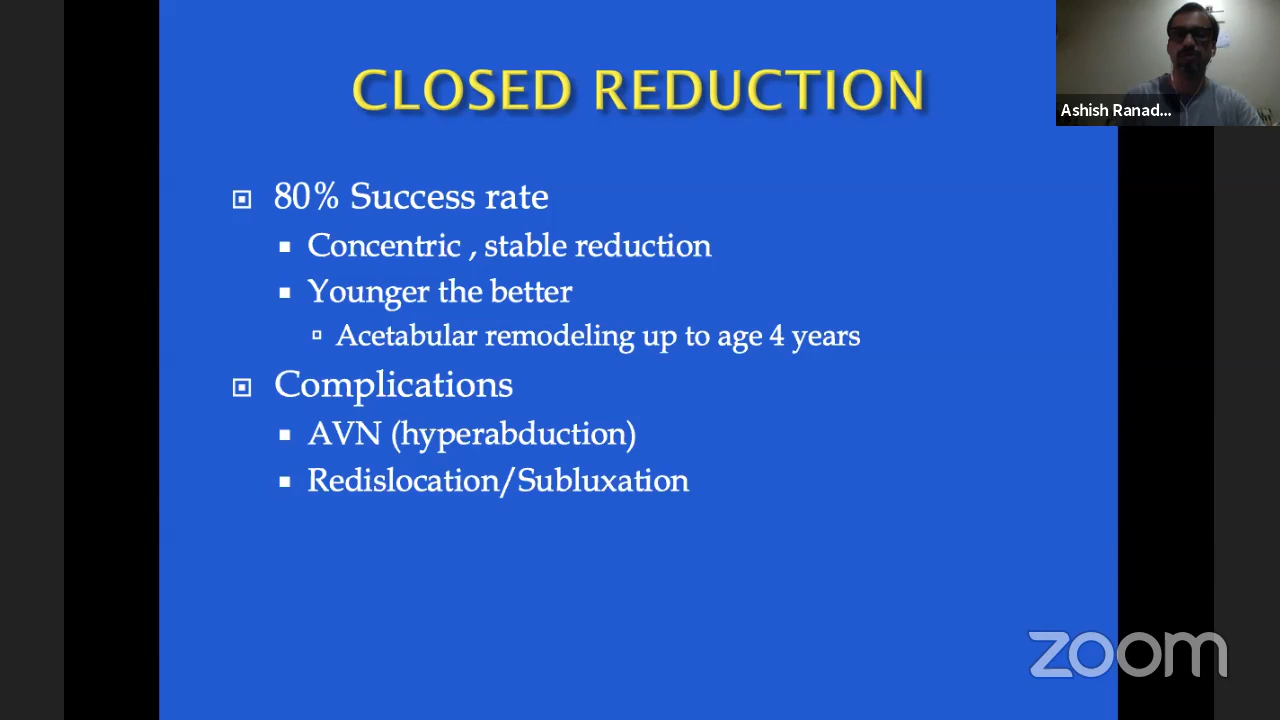 CLOSED REDUCTION
Ashish Ranad...
80% Success rate
Concentric , stable reduction
Younger the better
Acetabular remodeling up to age 4 years
Complications
AVN (hyperabduction)
Redislocation/Subluxation
zoom